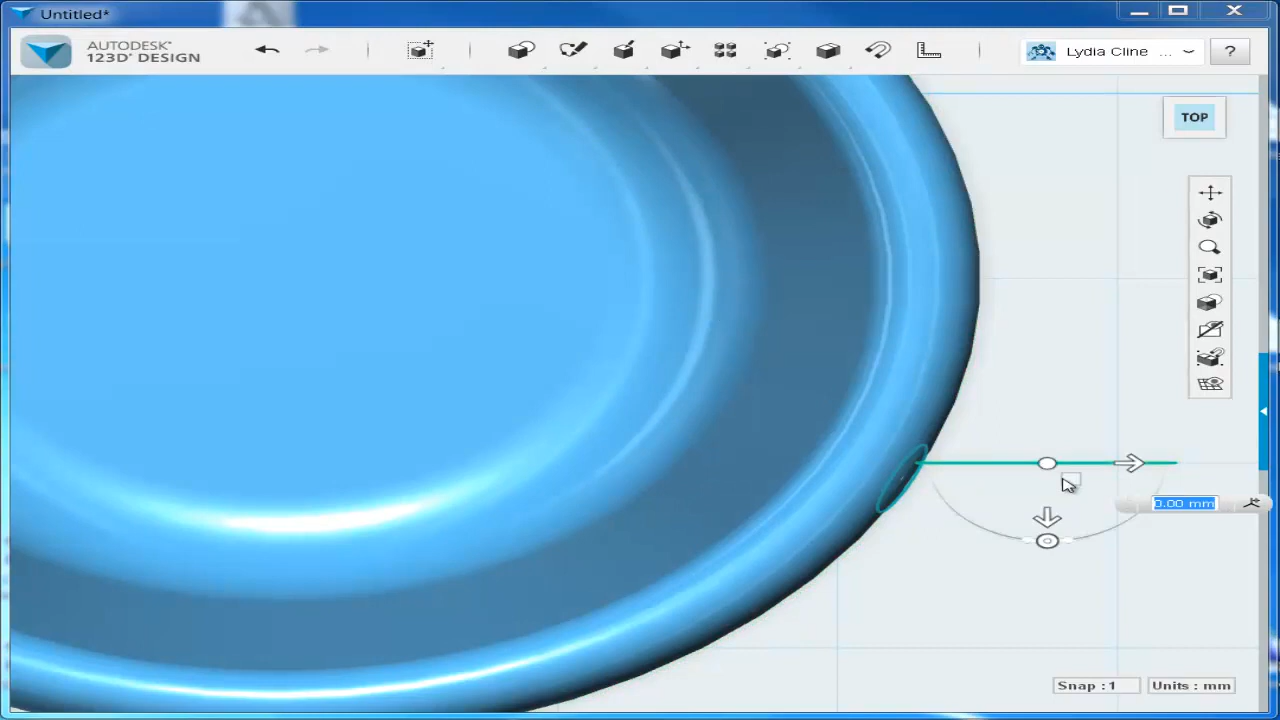 Untitled*
AUTODESK®
123D® DESIGN
Lydia Cline ...
?
TOP
0.00 mm
Snap : 1
Units : mm